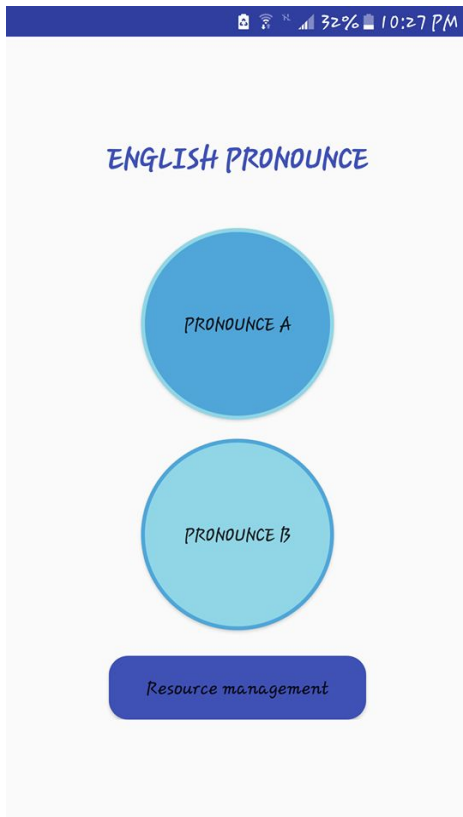 32% 10:27 PM
ENGLISH PRONOUNCE
PRONOUNCE A
PRONOUNCE B
Resource management